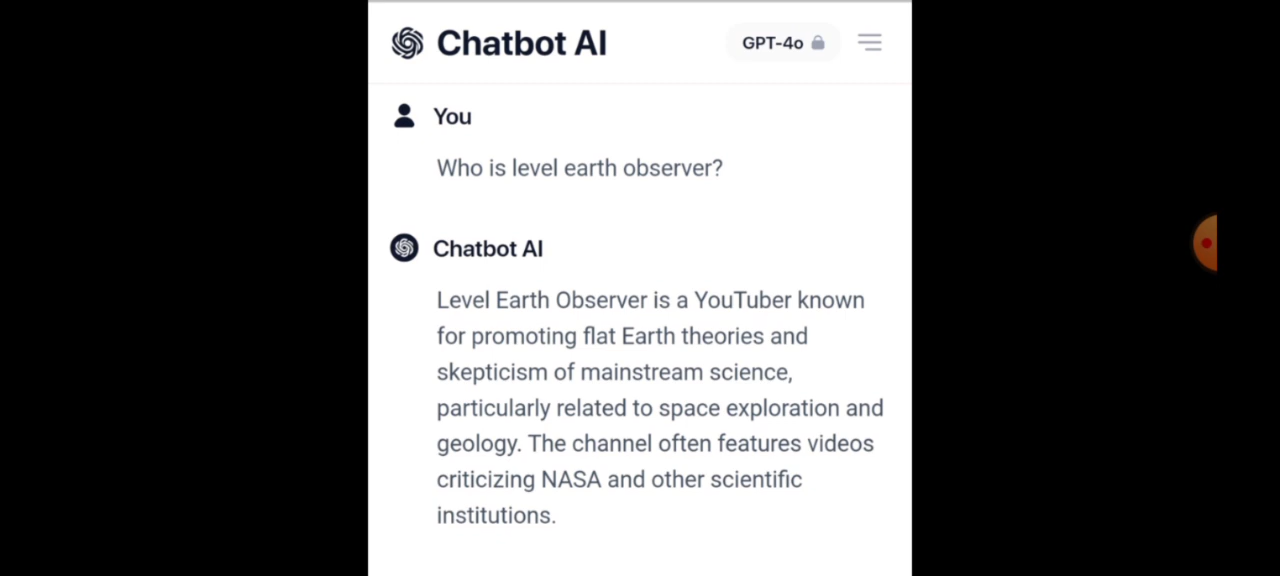 Chatbot AI
GPT-4o
You
Who is level earth observer?
Chatbot AI
Level Earth Observer is a YouTuber known
for promoting flat Earth theories and
skepticism of mainstream science,
particularly related to space exploration and
geology. The channel often features videos
criticizing NASA and other scientific
institutions.